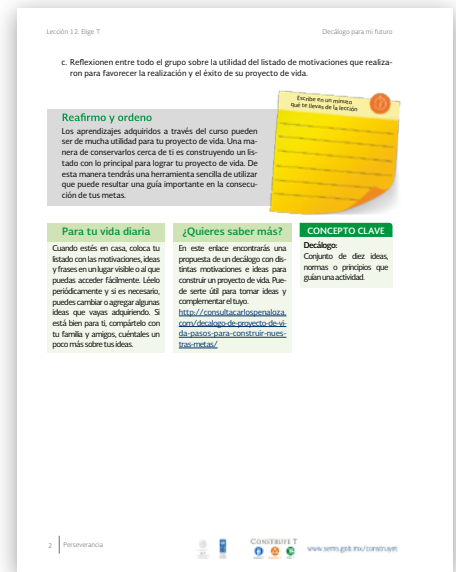 Lección 12. Elige T
Decálogo para mi futuro
c. Reflexionen entre todo el grupo sobre la utilidad del listado de motivaciones que realiza-
ron para favorecer la realización y el éxito de su proyecto de vida.
Escribe en un minuto
qué te llevas de la lección
Reafirmo y ordeno
Los aprendizajes adquiridos a través del curso pueden
ser de mucha utilidad para tu proyecto de vida. Una ma-
nera de conservarlos cerca de ti es construyendo un lis-
tado con lo principal para lograr tu proyecto de vida. De
esta manera tendrás una herramienta sencilla de utilizar
que puede resultar una guía importante en la consecu-
ción de tus metas.
Para tu vida diaria
Cuando estés en casa, coloca tu
listado con las motivaciones, ideas
y frases en un lugar visible o al que
puedas acceder fácilmente. Léelo
periódicamente y si es necesario,
puedes cambiar o agregar algunas
ideas que vayas adquiriendo. Si
está bien para ti, compártelo con
tu familia y amigos, cuéntales un
poco más sobre tus ideas.
¿Quieres saber más?
En este enlace encontrarás una
propuesta de un decálogo con dis-
tintas motivaciones e ideas para
construir un proyecto de vida. Pue-
de serte útil para tomar ideas y
complementar el tuyo.
http://consultacarlospenaloza.
com/decalogo-de-proyecto-de-vi-
da-pasos-para-construir-nues-
tras-metas/
CONCEPTO CLAVE
Decálogo:
Conjunto de diez ideas,
normas o principios que
guían una actividad.
2
Perseverancia
CONSTRUYE T
www.sems.gob.mx/construyet